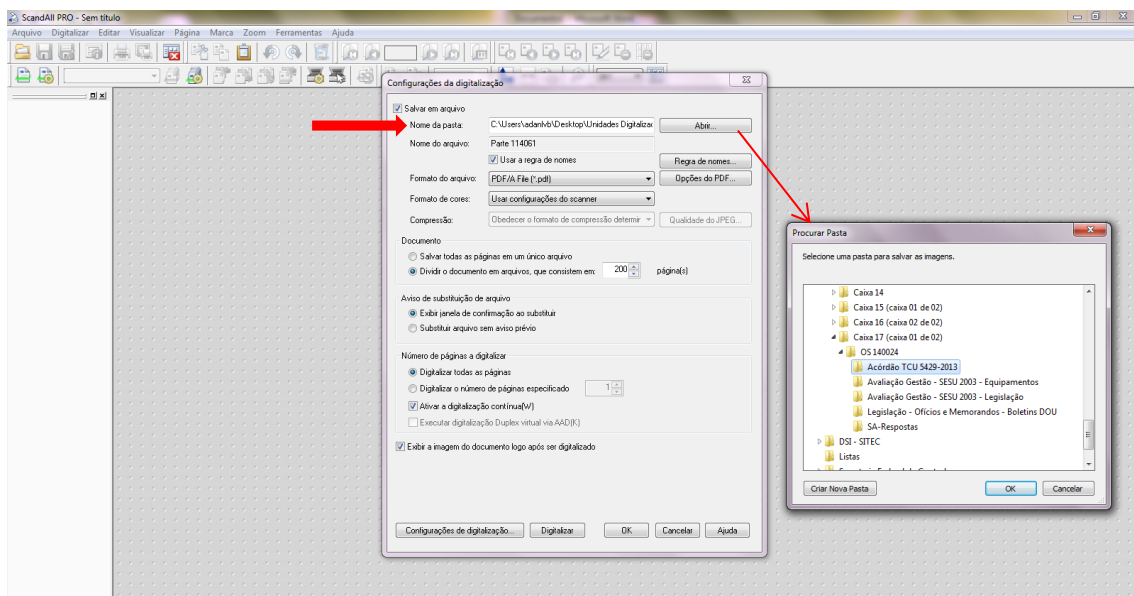 ScandAll PRO - Sem título
Arquivo Digitalizar Editar Visualizar Página Marca Zoom Ferramentas Ajuda
Configurações da digitalização
Salvar em arquivo
Nome da pasta: C:\Users\adanlvb\Desktop\Unidades Digitalizac Abrir...
Nome do arquivo: Parte 114061
Usar a regra de nomes Regra de nomes...
Formato do arquivo: PDF/A File (*.pdf) Opções do PDF...
Formato de cores: Usar configurações do scanner
Compressão: Obedecer o formato de compressão determir Qualidade do JPEG...
Documento
Salvar todas as páginas em um único arquivo
Dividir o documento em arquivos, que consistem em: 200 página(s)
Aviso de substituição de arquivo
Exibir janela de confirmação ao substituir
Substituir arquivo sem aviso prévio
Número de páginas a digitalizar
Digitalizar todas as páginas
Digitalizar o número de páginas especificado 1
Ativar a digitalização contínua(W)
Executar digitalização Duplex virtual via AAD(K)
Exibir a imagem do documento logo após ser digitalizado
Configurações de digitalização... Digitalizar OK Cancelar Ajuda
Procurar Pasta
Selecione uma pasta para salvar as imagens.
Caixa 14
Caixa 15 (caixa 01 de 02)
Caixa 16 (caixa 02 de 02)
Caixa 17 (caixa 01 de 02)
OS 140024
Acórdão TCU 5429-2013
Avaliação Gestão - SESU 2003 - Equipamentos
Avaliação Gestão - SESU 2003 - Legislação
Legislação - Ofícios e Memorandos - Boletins DOU
SA-Respostas
DSI - SITEC
Listas
Criar Nova Pasta OK Cancelar